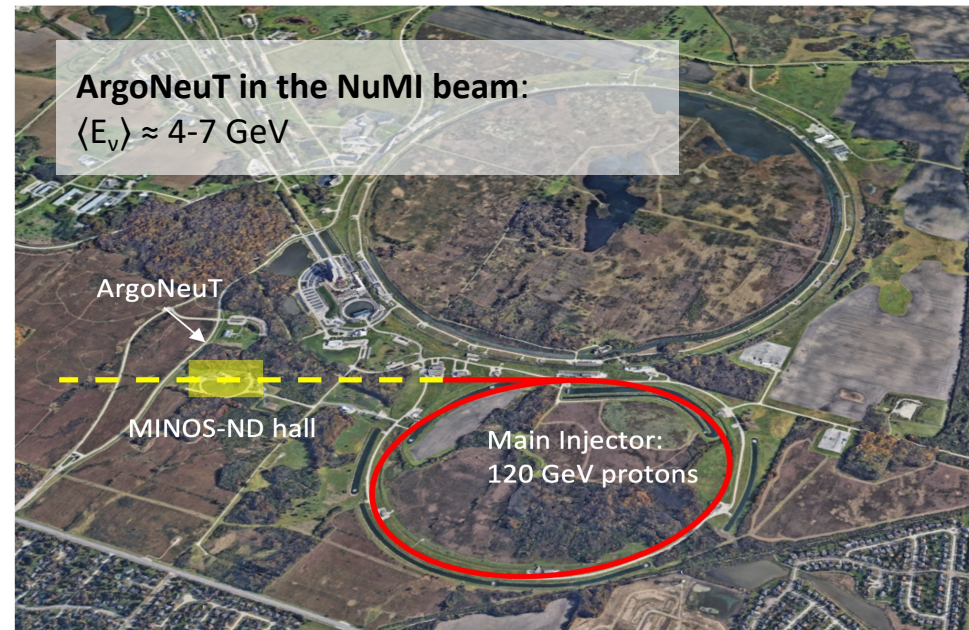 ArgoNeuT in the NuMI beam:
⟨Eν⟩ ≈ 4-7 GeV
ArgoNeuT
MINOS-ND hall
Main Injector:
120 GeV protons